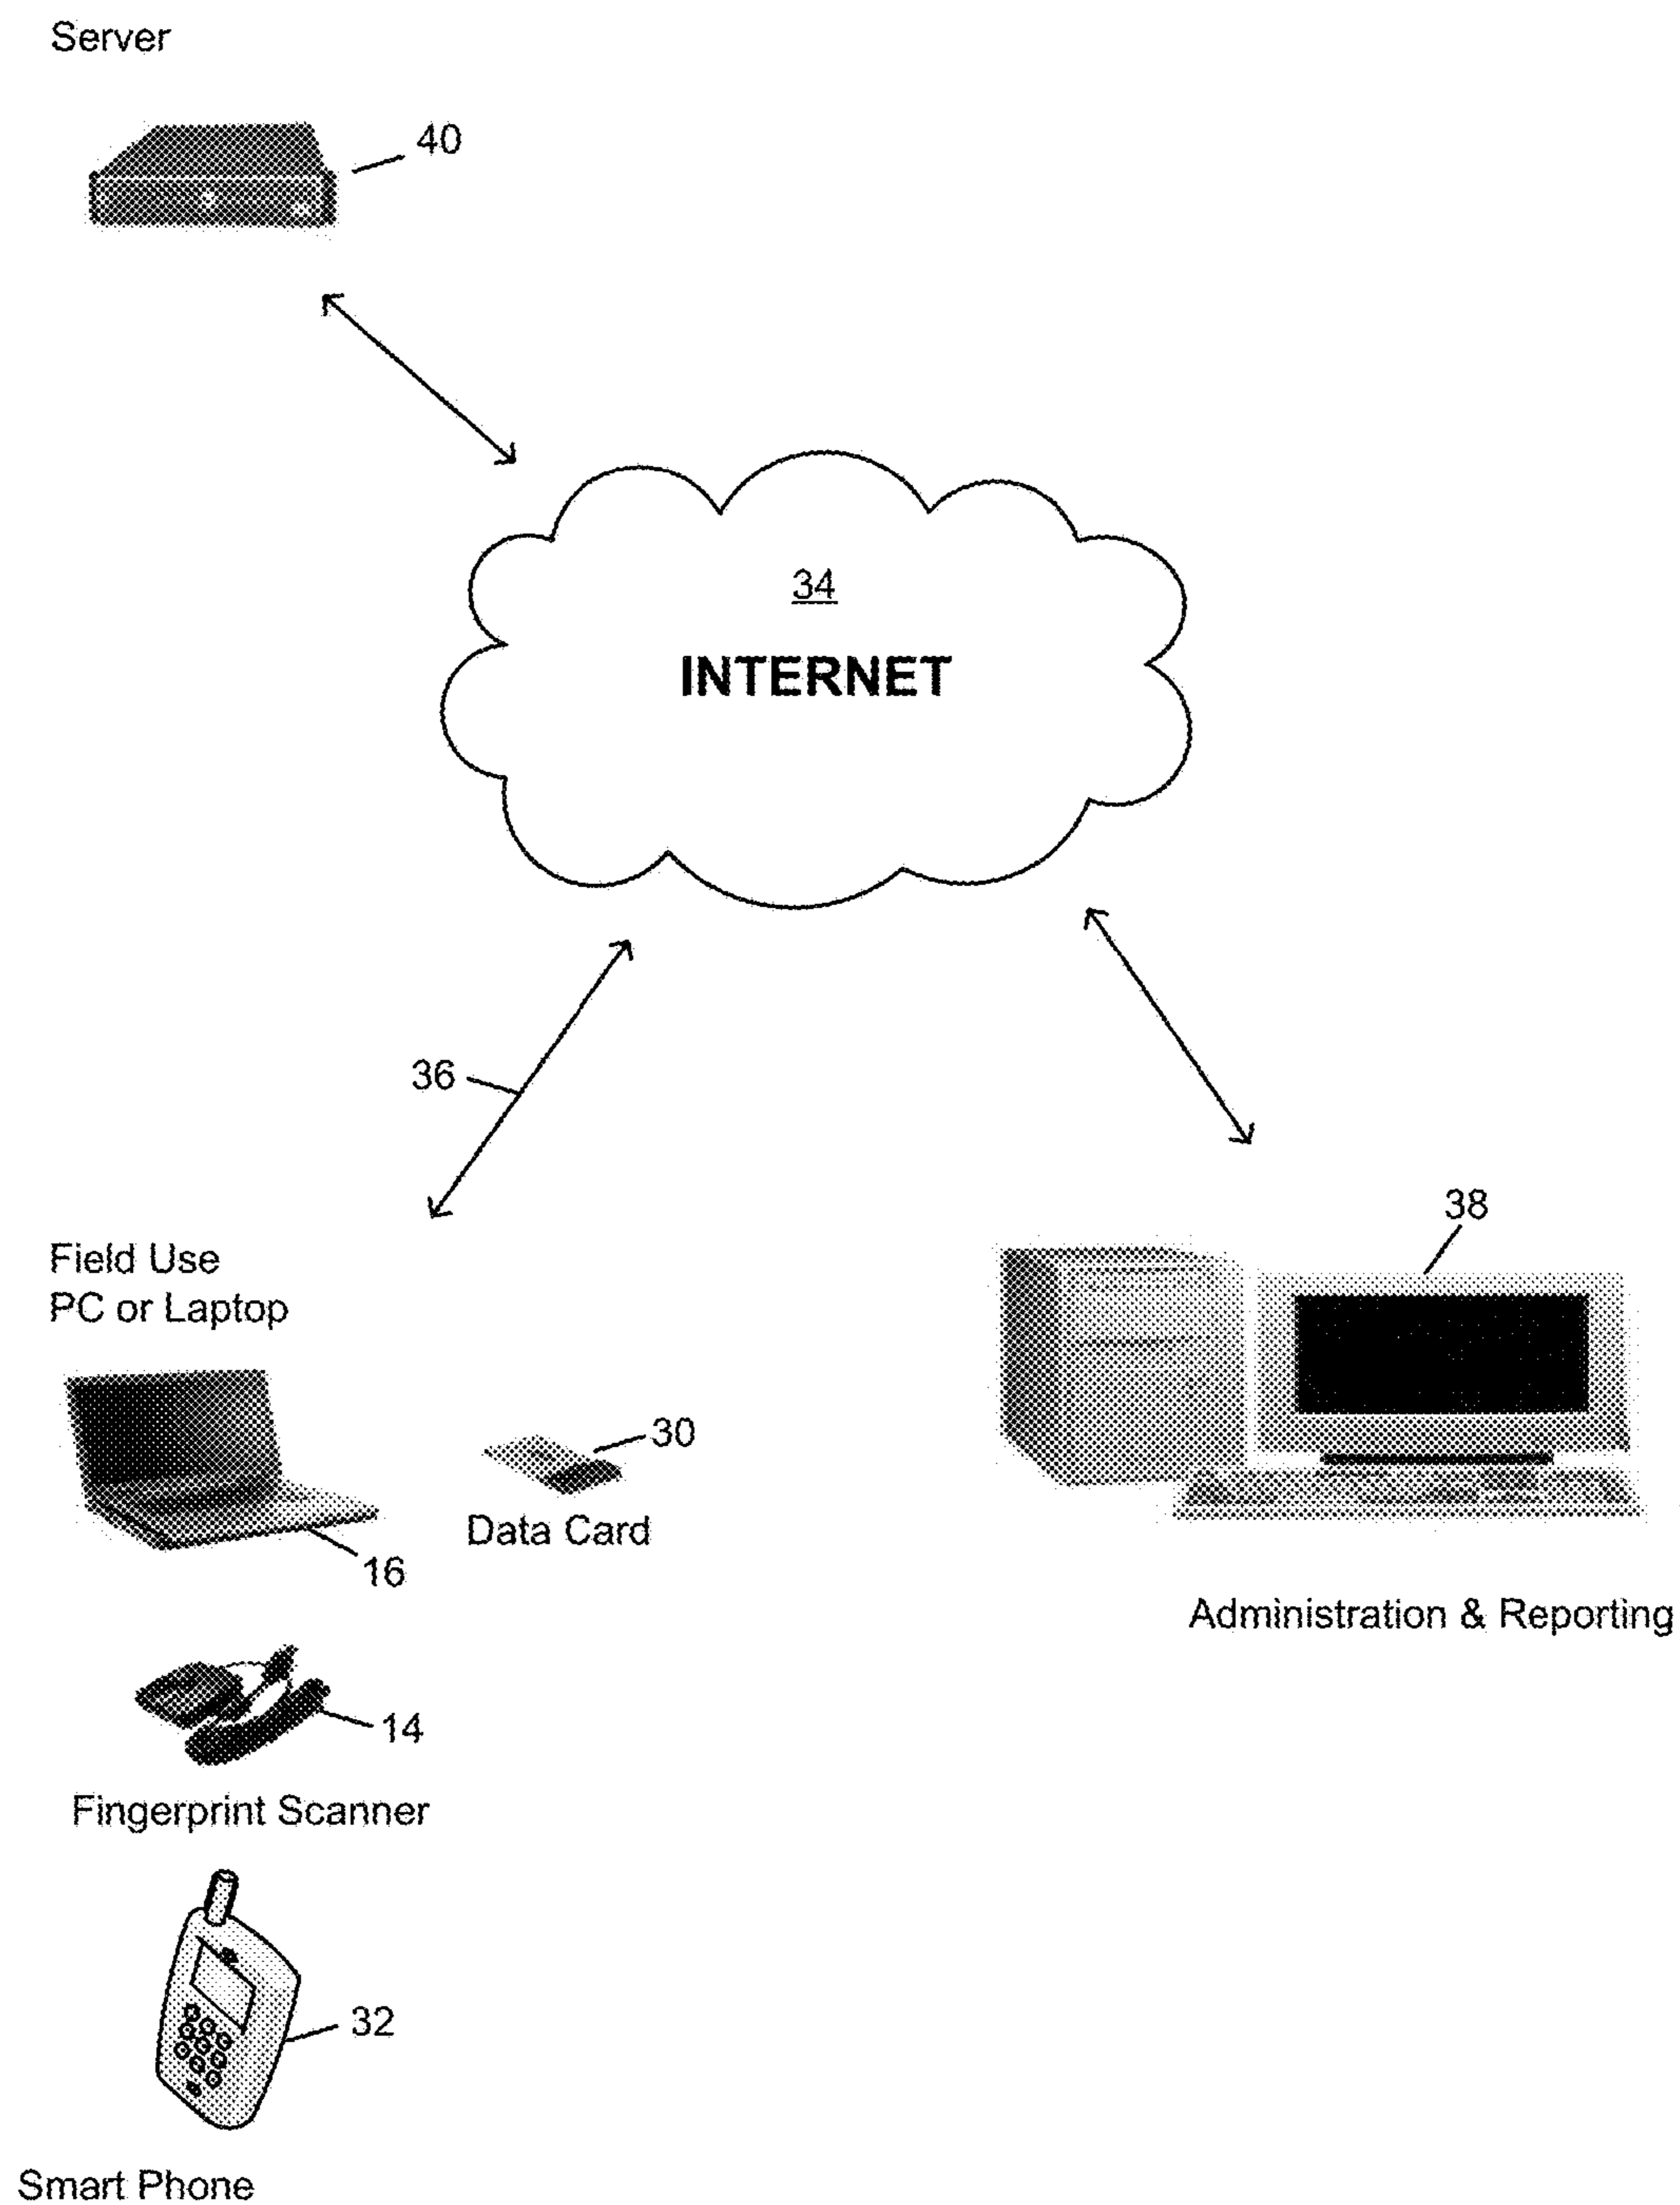 Server
40
34
INTERNET
36
38
Field Use
PC or Laptop
30
Data Card
16
Administration & Reporting
14
Fingerprint Scanner
32
Smart Phone